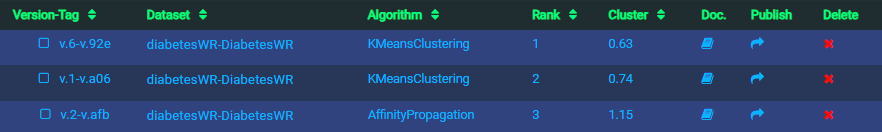 Version-Tag Dataset Algorithm Rank Cluster Doc. Publish Delete
v.6-v.92e diabetesWR-DiabetesWR KMeansClustering 1 0.63
v.1-v.a06 diabetesWR-DiabetesWR KMeansClustering 2 0.74
v.2-v.afb diabetesWR-DiabetesWR AffinityPropagation 3 1.15